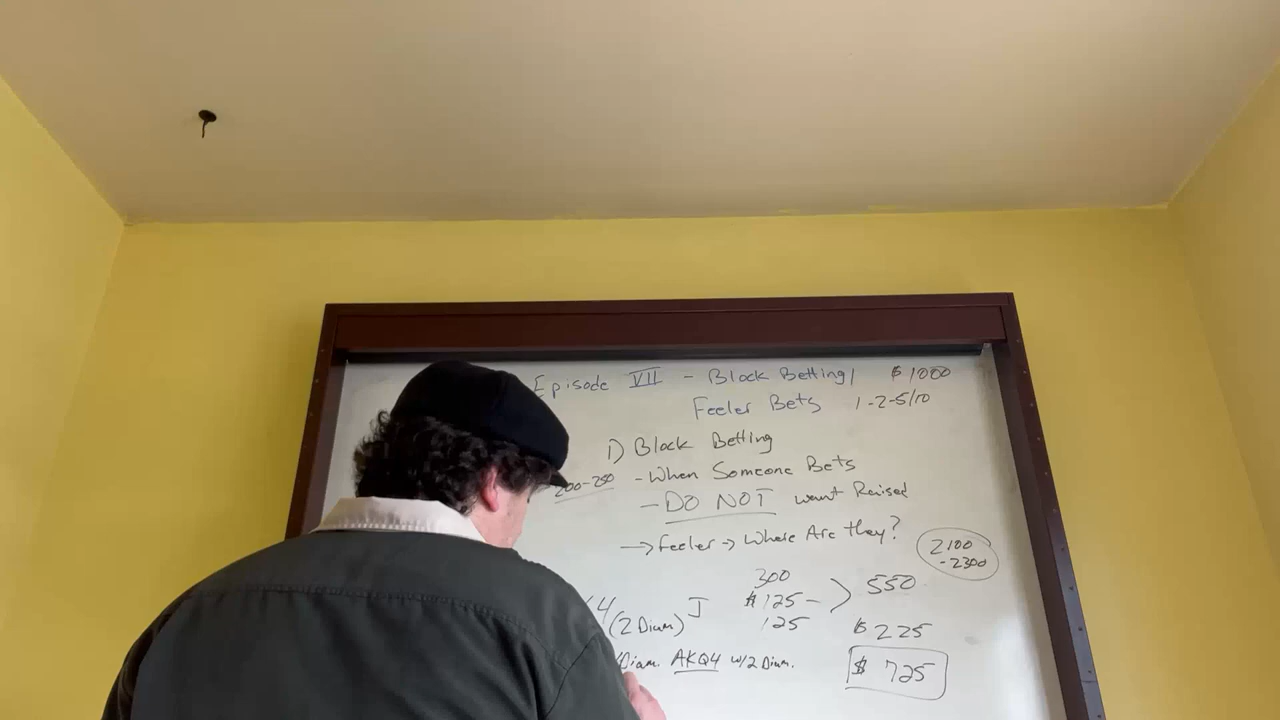 Episode VII - Block Betting/ $1000
Feeler Bets 1-2-5/10
1) Block Betting
200-250 - When Someone Bets
- DO NOT want Raised
→ Feeler → Where Are they?
2100
-2300
300
$125 - > 550
4 (2 Diam) J 125
$ 225
Diam. AKQ4 w/2 Diam.
$ 725